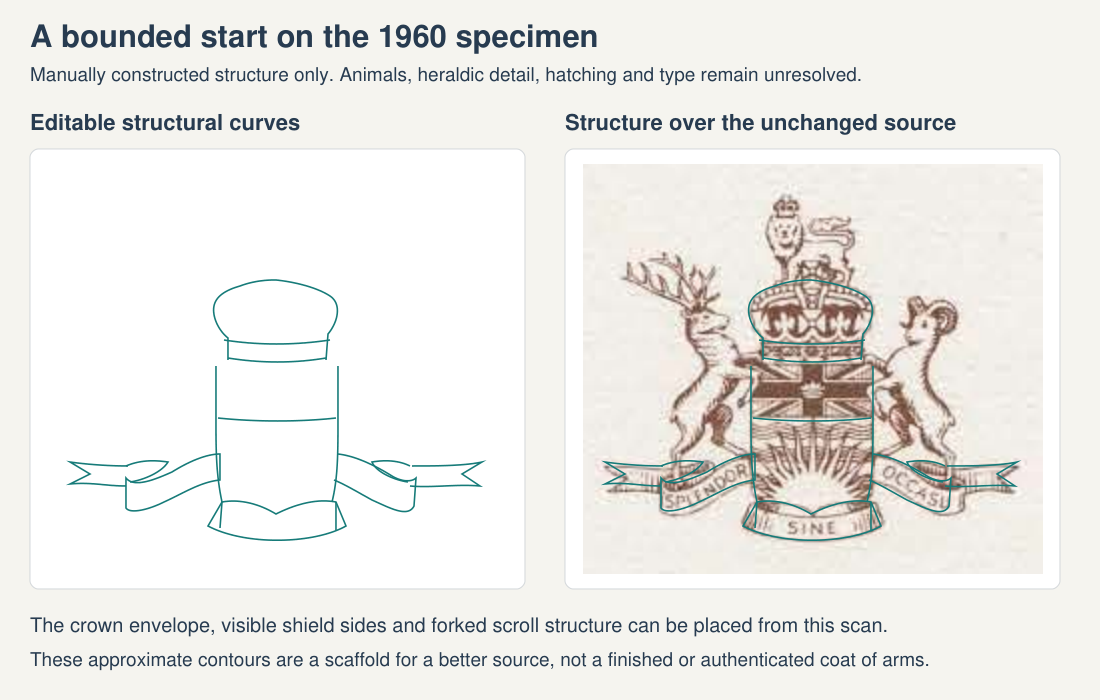 A bounded start on the 1960 specimen
Manually constructed structure only. Animals, heraldic detail, hatching and type remain unresolved.
Editable structural curves
Structure over the unchanged source
SPLENDOR
SINE
OCCASU
The crown envelope, visible shield sides and forked scroll structure can be placed from this scan.
These approximate contours are a scaffold for a better source, not a finished or authenticated coat of arms.